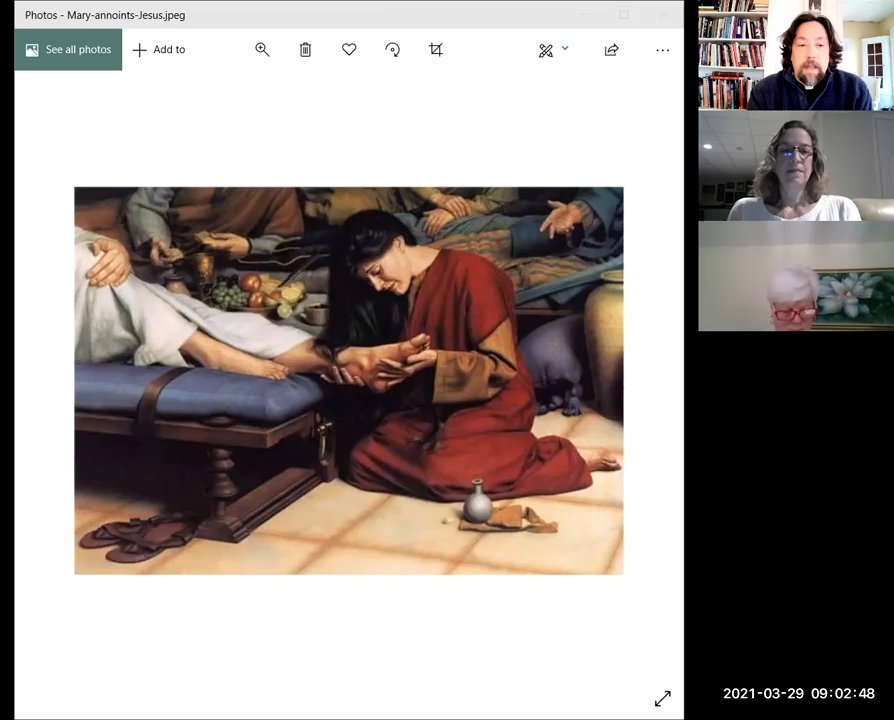 Photos - Mary-annoints-Jesus.jpeg
See all photos
Add to
2021-03-29 09:02:48